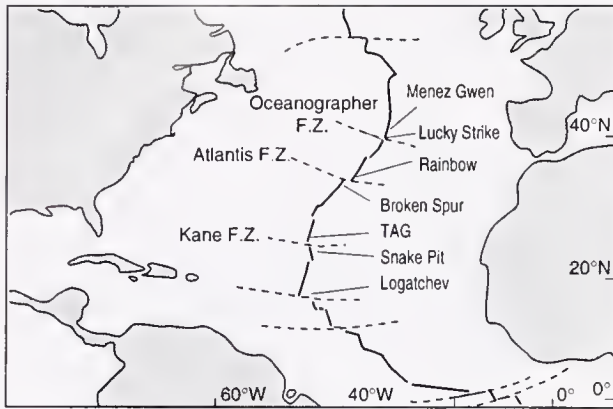 Menez Gwen
Oceanographer
F.Z.
Lucky Strike
40°N
Atlantis F.Z.
Rainbow
Broken Spur
Kane F.Z.
TAG
Snake Pit
Logatchev
20°N
60°W
40°W
0°
0°